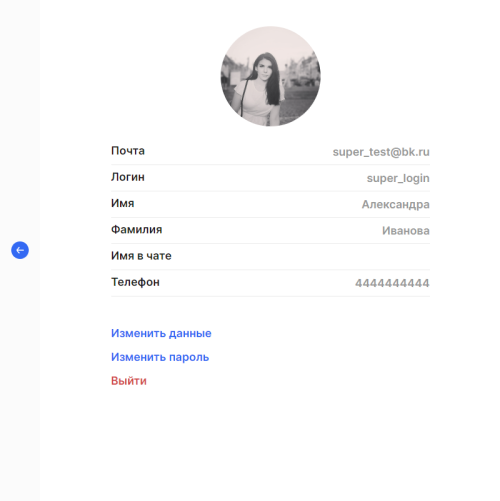 Почта super_test@bk.ru
Логин super_login
Имя Александра
Фамилия Иванова
Имя в чате
Телефон 4444444444
Изменить данные
Изменить пароль
Выйти